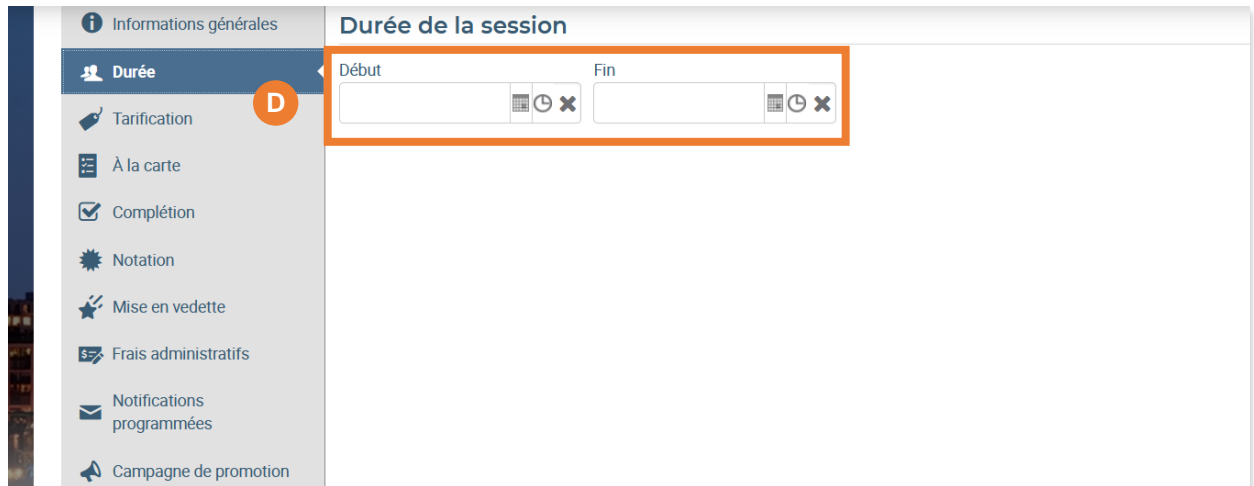 Informations générales
Durée
Tarification
À la carte
Complétion
Notation
Mise en vedette
Frais administratifs
Notifications
programmées
Campagne de promotion
D
Durée de la session
Début
Fin